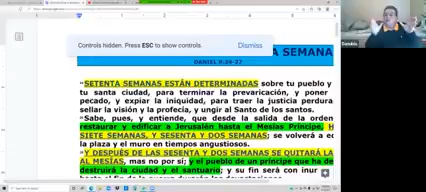 Controls hidden. Press ESC to show controls.
Dismiss
SEMANA
DANIEL 9:24-27
"SETENTA SEMANAS ESTÁN DETERMINADAS sobre tu pueblo y
tu santa ciudad, para terminar la prevaricación, y poner
pecado, y expiar la iniquidad, para traer la justicia perdura
sellar la visión y la profecía, y ungir al Santo de los santos.
"Sabe, pues, y entiende, que desde la salida de la orden
restaurar y edificar a Jerusalén hasta el Mesías Príncipe, H
SIETE SEMANAS, Y SESENTA Y DOS SEMANAS; se volverá a ed
la plaza y el muro en tiempos angustiosos.
"Y DESPUÉS DE LAS SESENTA Y DOS SEMANAS SE QUITARÁ LA
AL MESÍAS, mas no por sí; y el pueblo de un príncipe que ha de
destruirá la ciudad y el santuario; y su fin será con inun